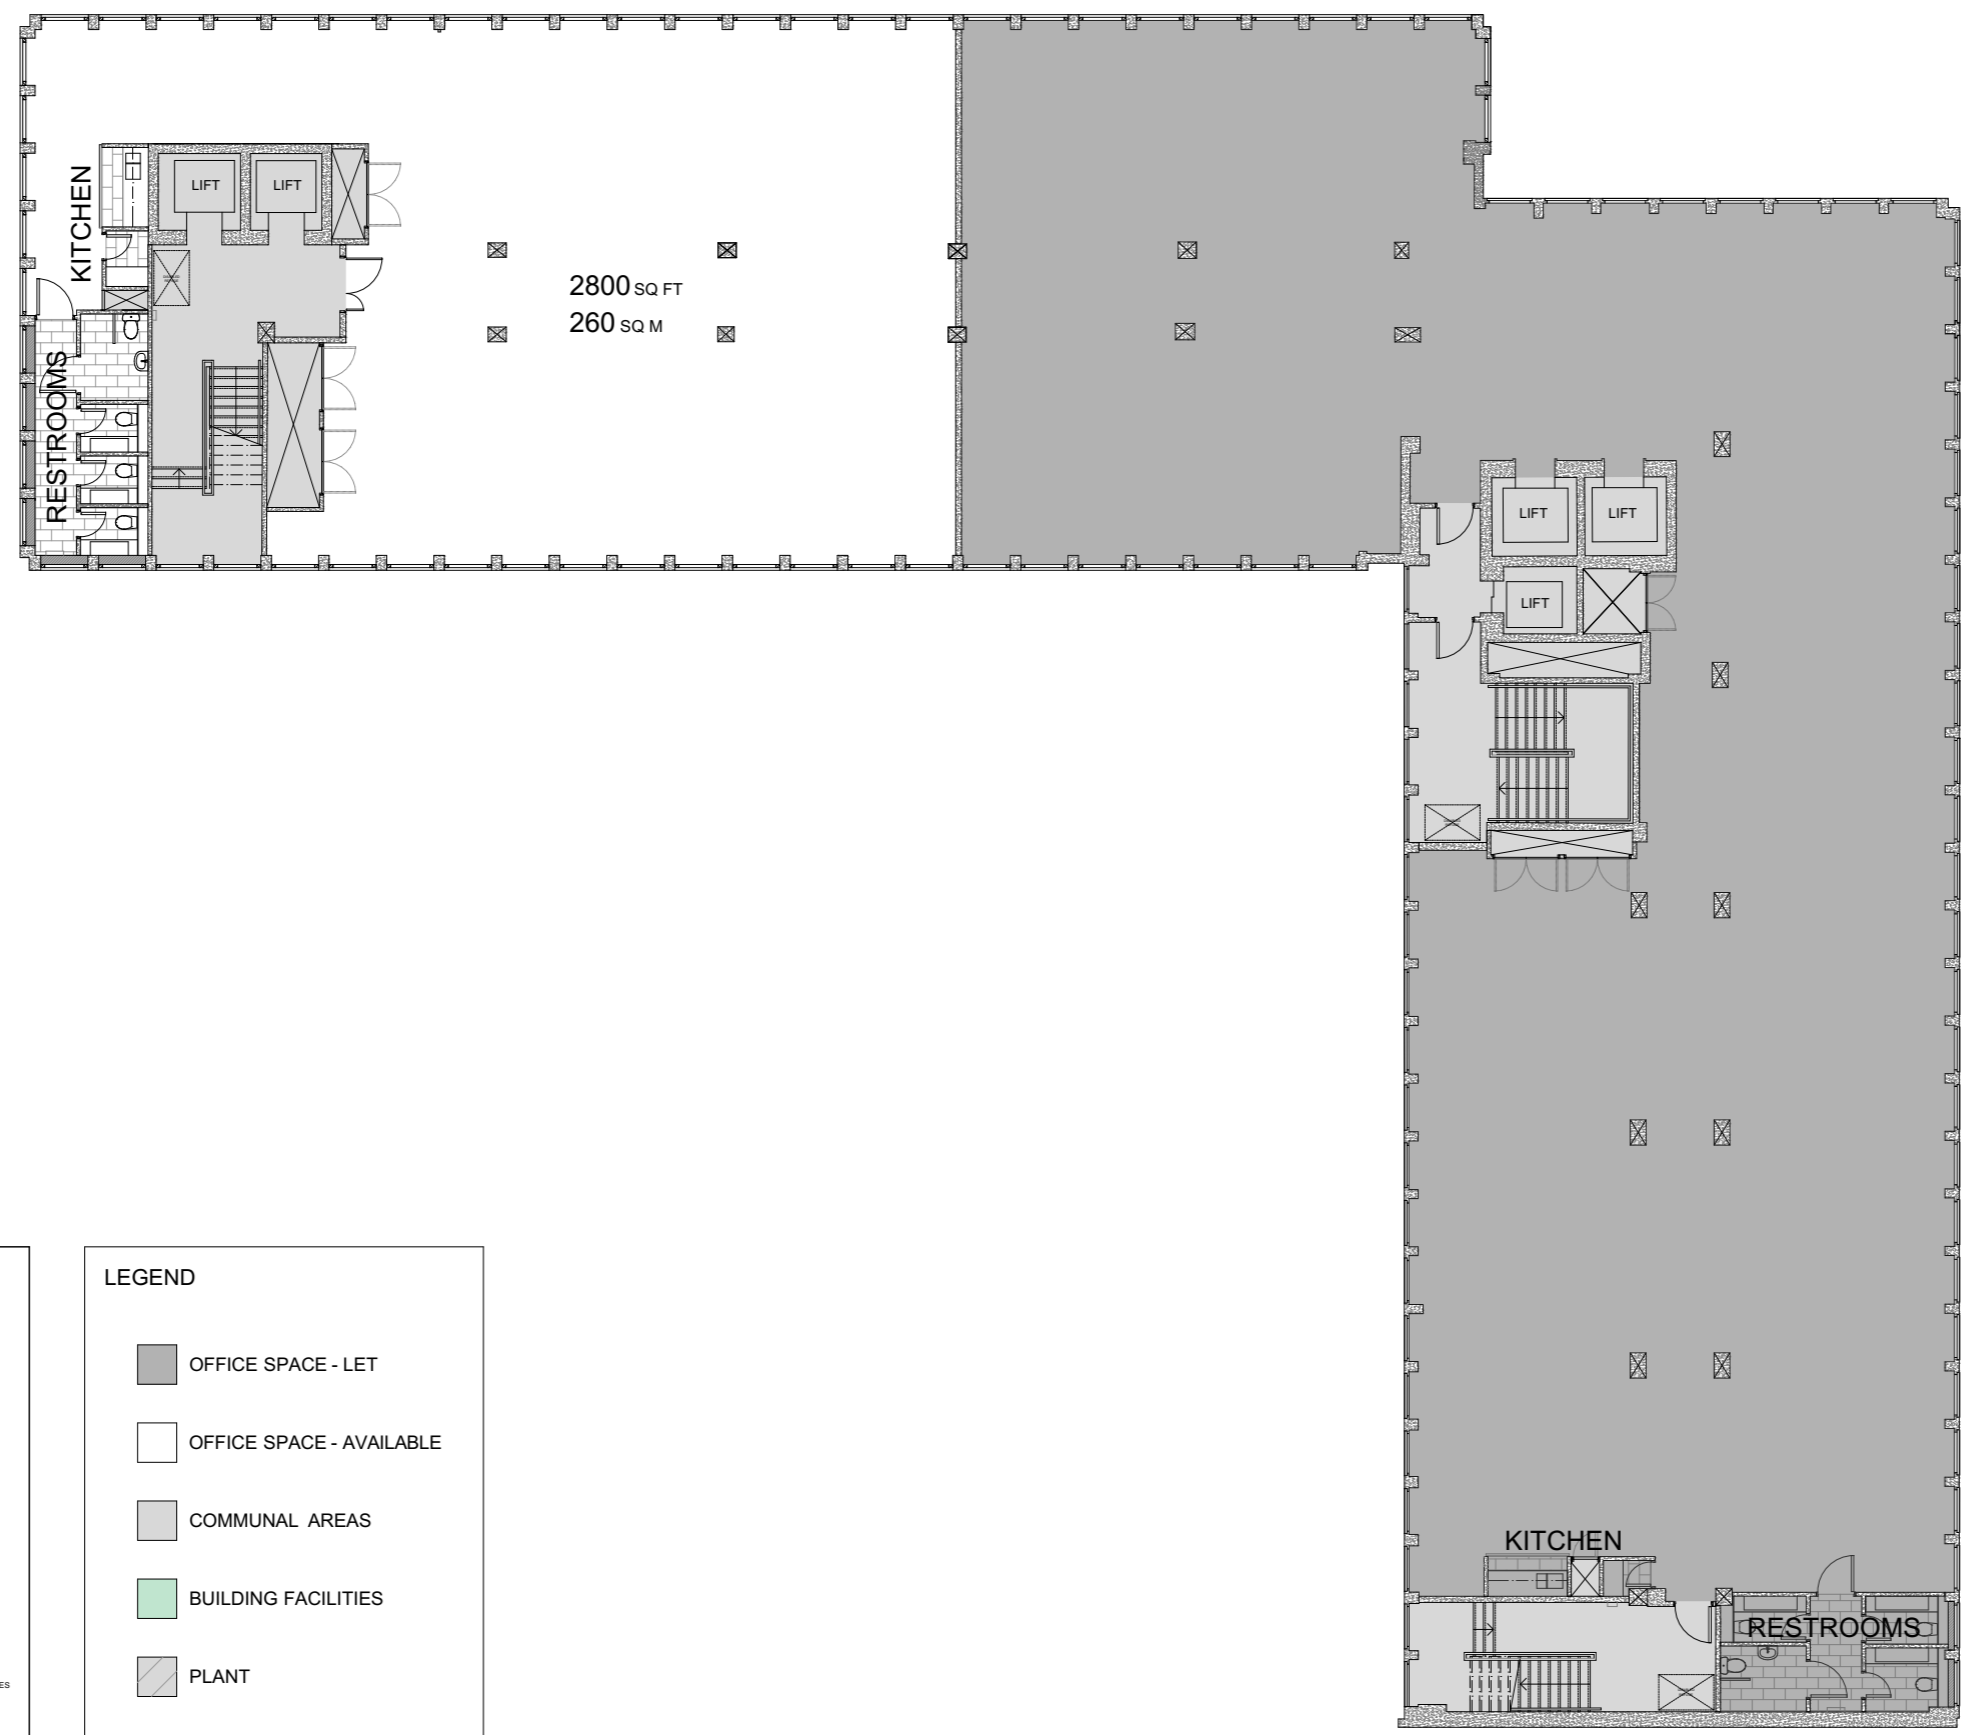 LIFT
LIFT
KITCHEN
2800 SQ FT
260 SQ M
RESTROOMS
LIFT
LIFT
LIFT
KITCHEN
RESTROOMS
LEGEND
OFFICE SPACE - LET
OFFICE SPACE - AVAILABLE
COMMUNAL AREAS
BUILDING FACILITIES
PLANT
ES